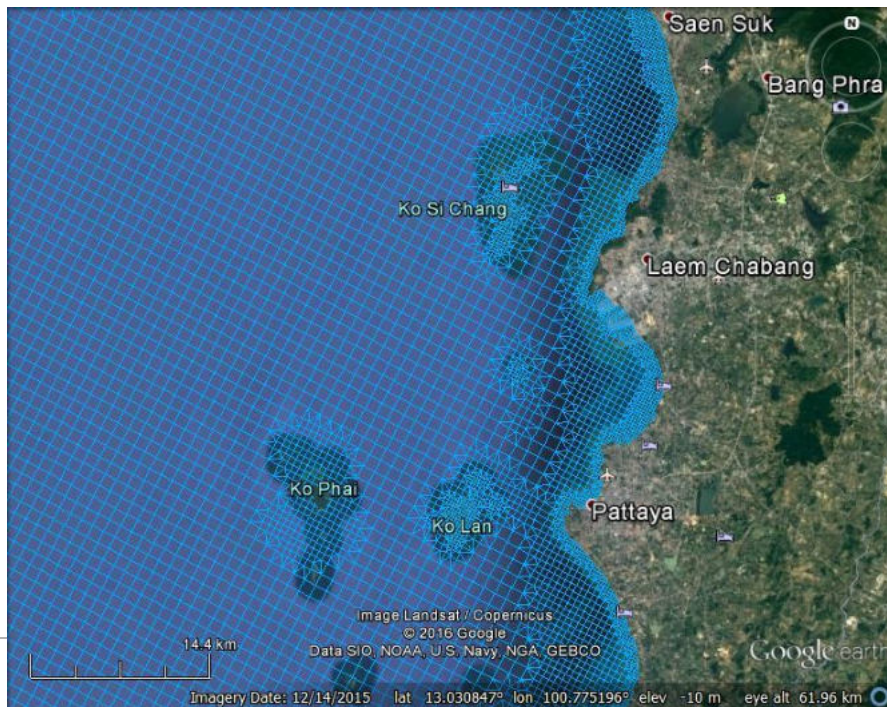 Saen Suk
N
Bang Phra
Ko Si Chang
Laem Chabang
Ko Phai
Ko Lan
Pattaya
Image Landsat / Copernicus
© 2016 Google
Data SIO, NOAA, U.S. Navy, NGA, GEBCO
14.4 km
Google earth
Imagery Date: 12/14/2015 lat 13.030847° lon 100.775196° elev -10 m eye alt 61.96 km